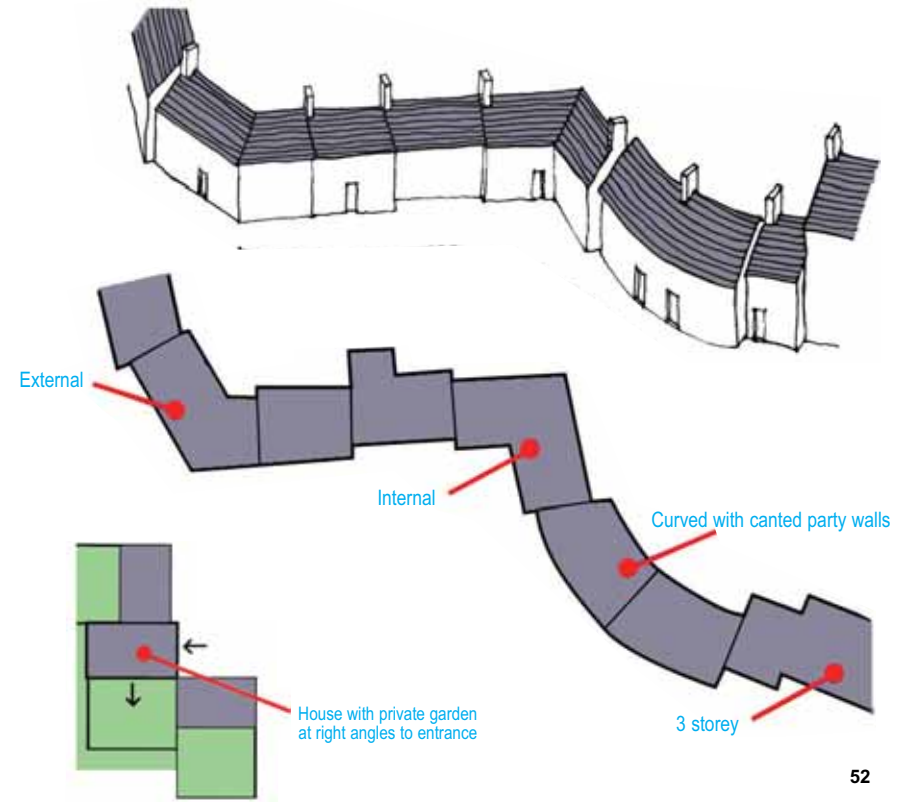 External
Internal
Curved with canted party walls
House with private garden
at right angles to entrance
3 storey
52